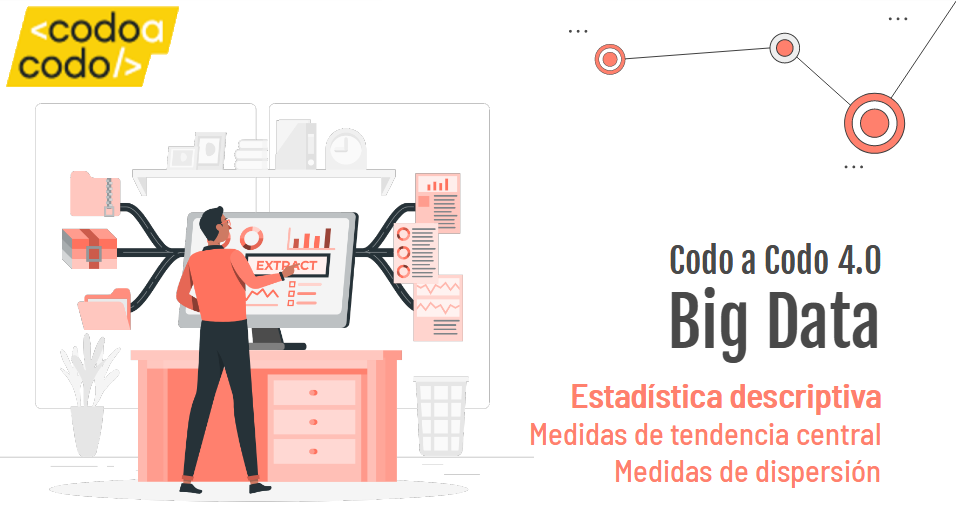 <codo a
codo/>
EXTRACT
Codo a Codo 4.0
Big Data
Estadística descriptiva
Medidas de tendencia central
Medidas de dispersión